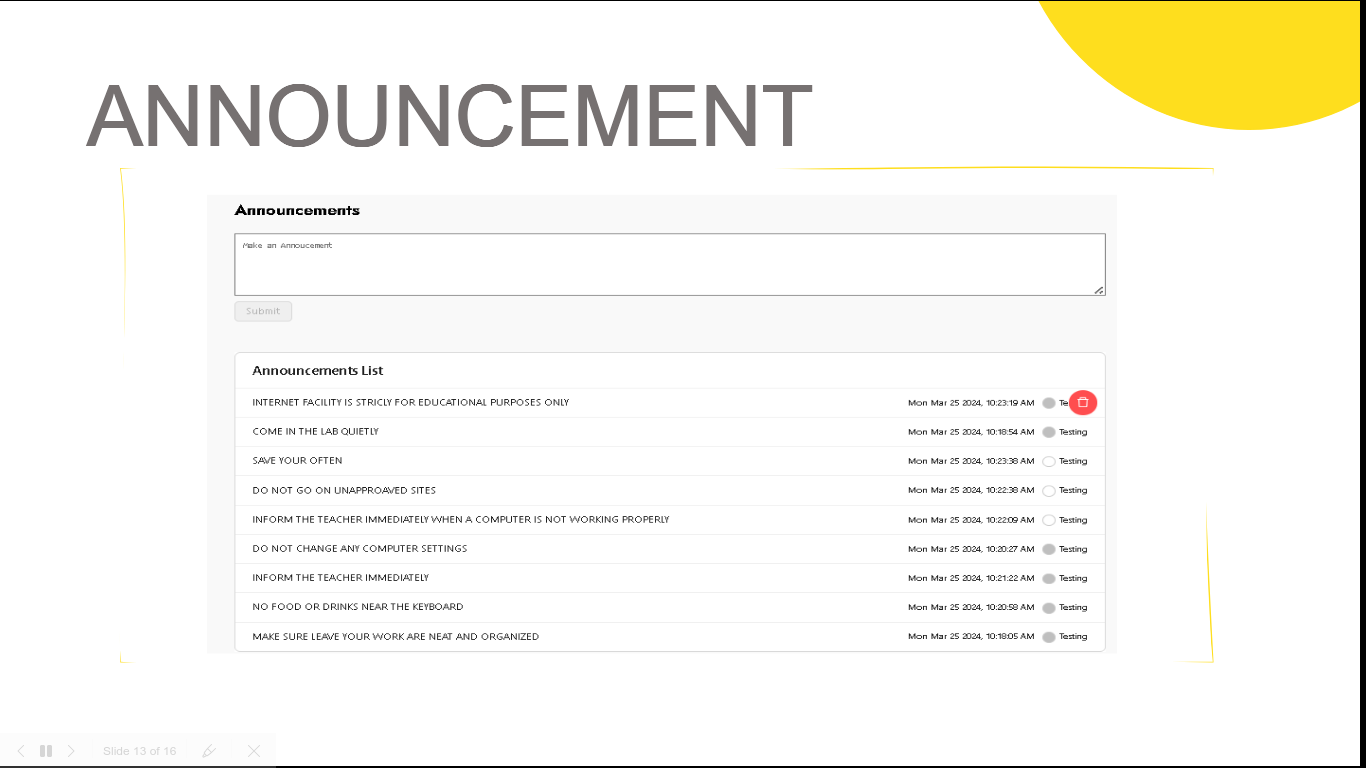 ANNOUNCEMENT
Announcements
Make an Annoucement
Submit
Announcements List
INTERNET FACILITY IS STRICLY FOR EDUCATIONAL PURPOSES ONLY Mon Mar 25 2024, 10:23:19 AM Te
COME IN THE LAB QUIETLY Mon Mar 25 2024, 10:18:54 AM Testing
SAVE YOUR OFTEN Mon Mar 25 2024, 10:23:38 AM Testing
DO NOT GO ON UNAPPROAVED SITES Mon Mar 25 2024, 10:22:38 AM Testing
INFORM THE TEACHER IMMEDIATELY WHEN A COMPUTER IS NOT WORKING PROPERLY Mon Mar 25 2024, 10:22:09 AM Testing
DO NOT CHANGE ANY COMPUTER SETTINGS Mon Mar 25 2024, 10:20:27 AM Testing
INFORM THE TEACHER IMMEDIATELY Mon Mar 25 2024, 10:21:22 AM Testing
NO FOOD OR DRINKS NEAR THE KEYBOARD Mon Mar 25 2024, 10:20:58 AM Testing
MAKE SURE LEAVE YOUR WORK ARE NEAT AND ORGANIZED Mon Mar 25 2024, 10:18:05 AM Testing
Slide 13 of 16